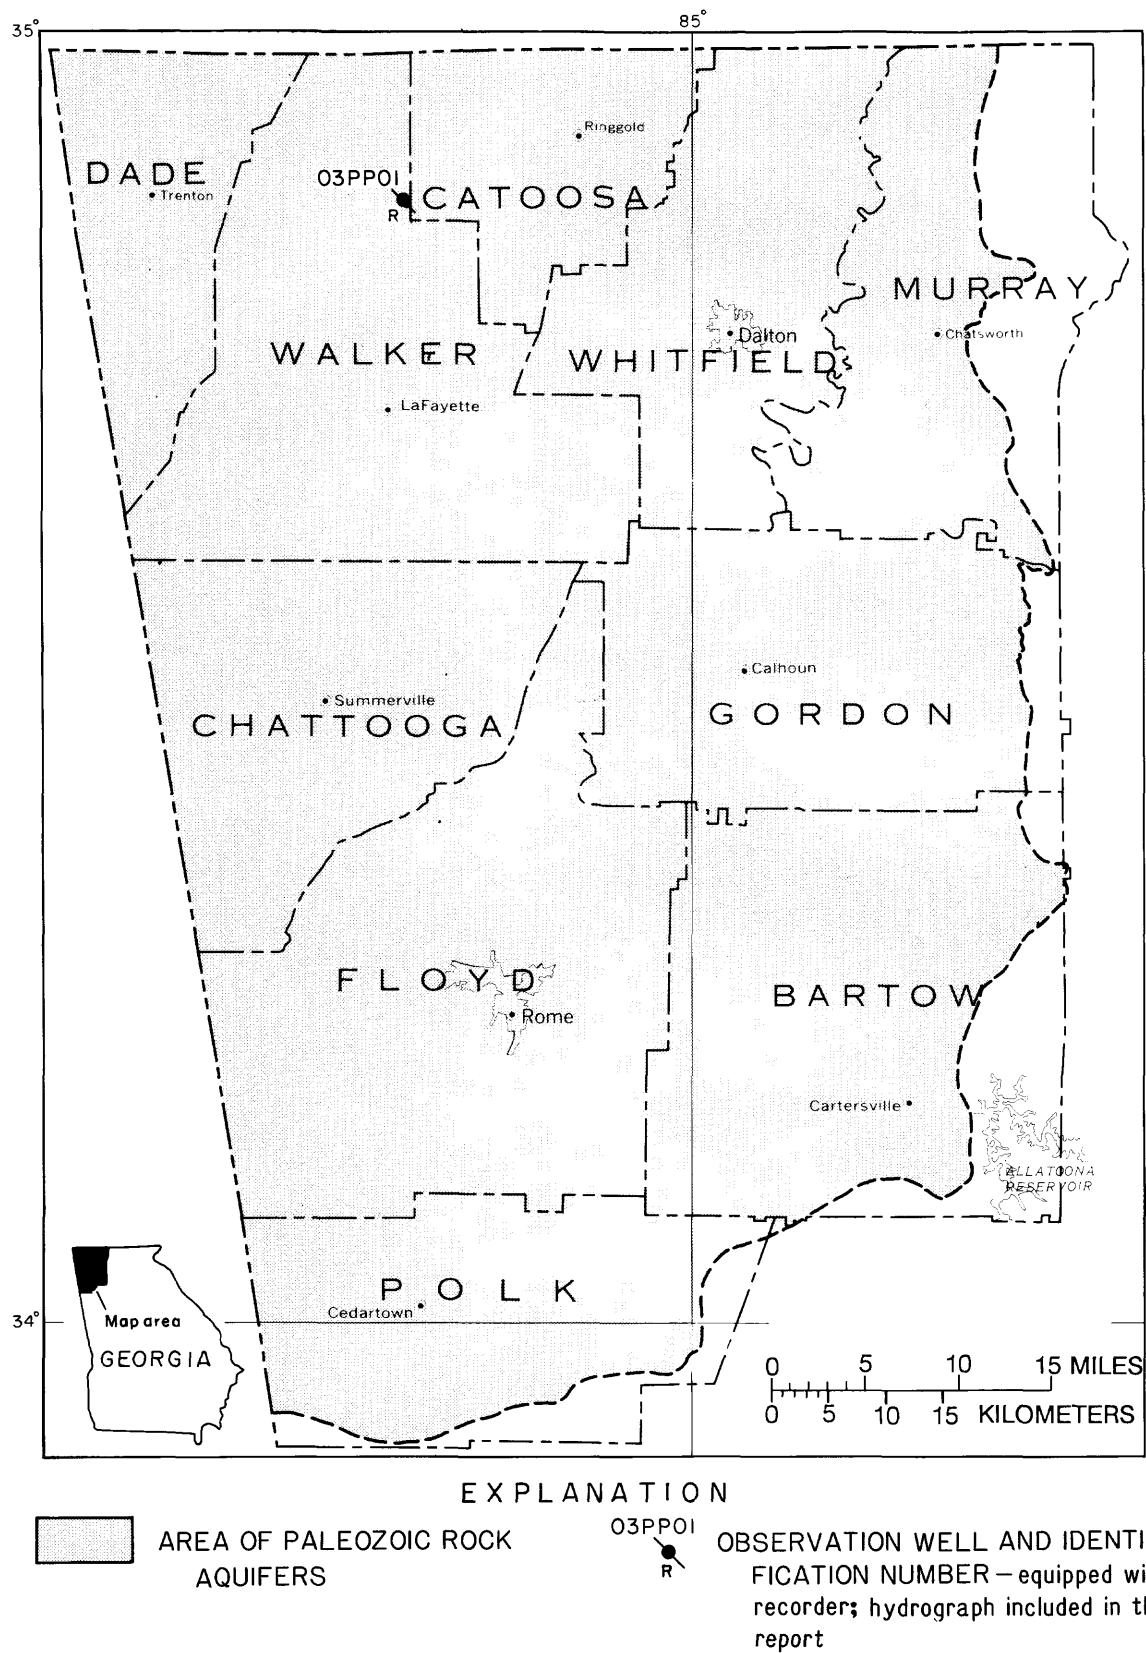 35°
85°
Ringgold
DADE
Trenton
03PP01
R
CATOOSA
MURRAY
Dalton
Chatsworth
WALKER
WHITFIELD
LaFayette
Calhoun
Summerville
GORDON
CHATTOOGA
FLOYD
BARTOW
Rome
Cartersville
ALLATOONA
RESERVOIR
POLK
Cedartown
34°
Map area
GEORGIA
0 5 10 15 MILES
0 5 10 15 KILOMETERS
EXPLANATION
AREA OF PALEOZOIC ROCK
AQUIFERS
03PP01
R
OBSERVATION WELL AND IDENTI
FICATION NUMBER—equipped wi
recorder; hydrograph included in t
report